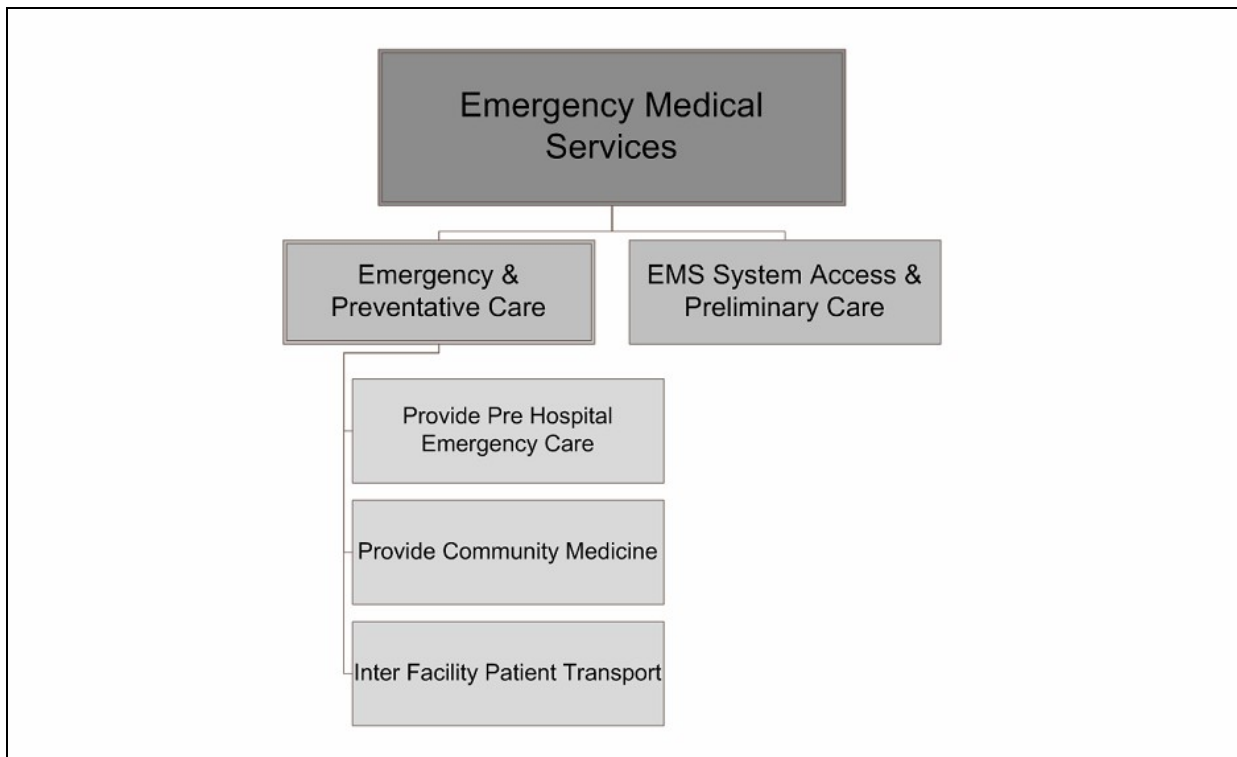 Emergency Medical
Services
Emergency &
Preventative Care
EMS System Access &
Preliminary Care
Provide Pre Hospital
Emergency Care
Provide Community Medicine
Inter Facility Patient Transport